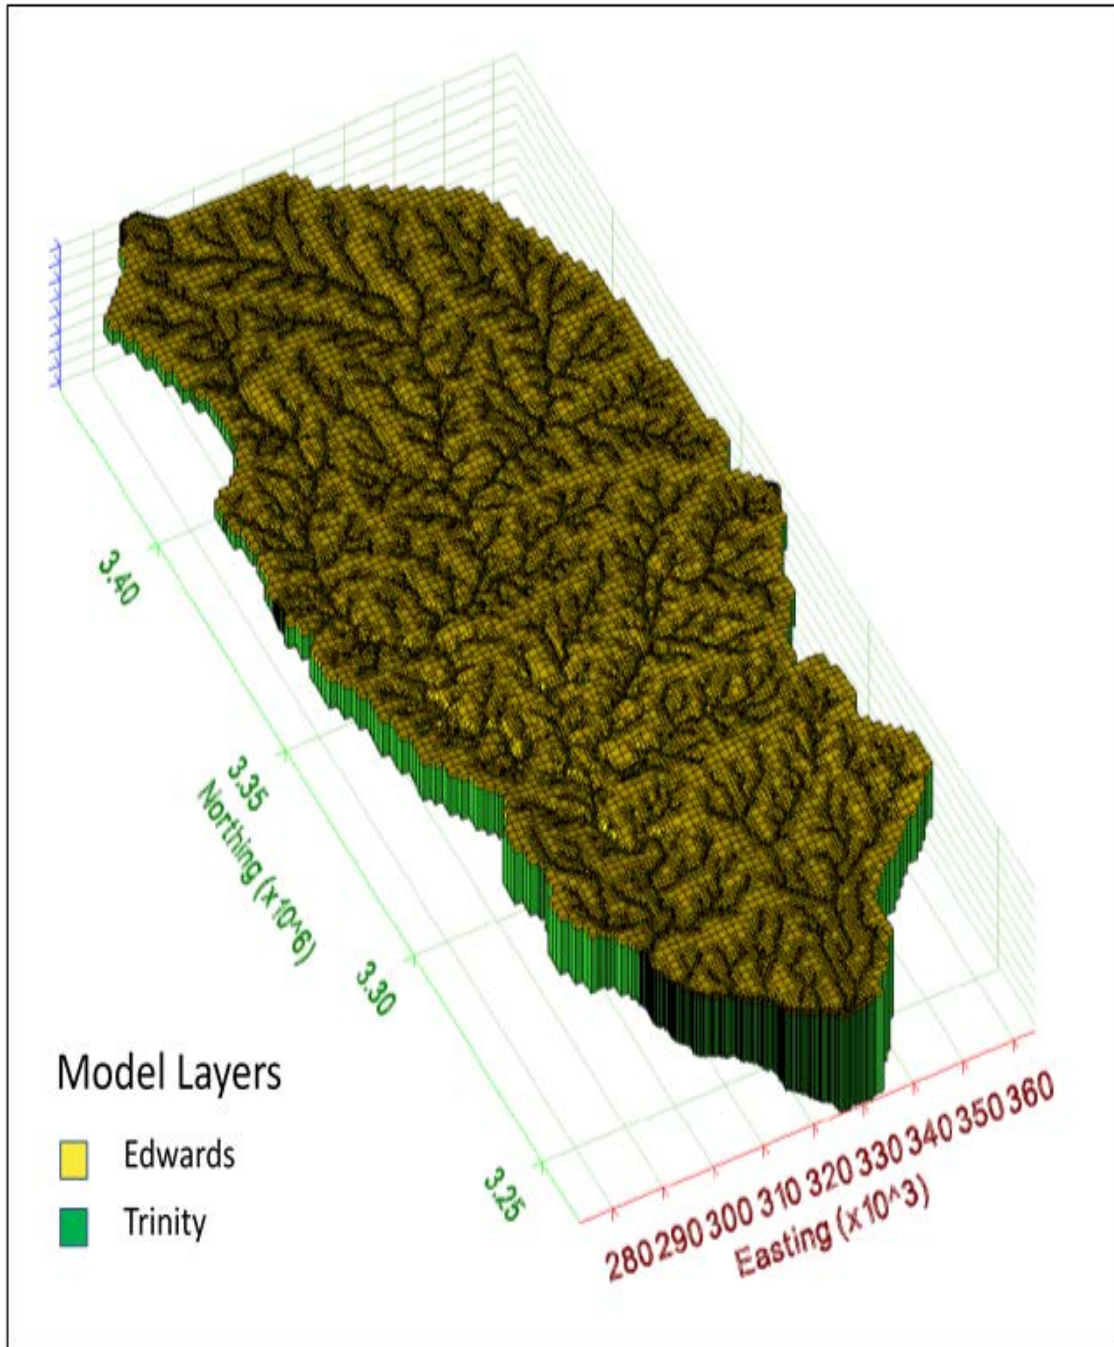 3.40
3.35
Northing (x10^6)
3.30
3.25
280 290 300 310 320 330 340 350 360
Easting (x10^3)
Model Layers
Edwards
Trinity